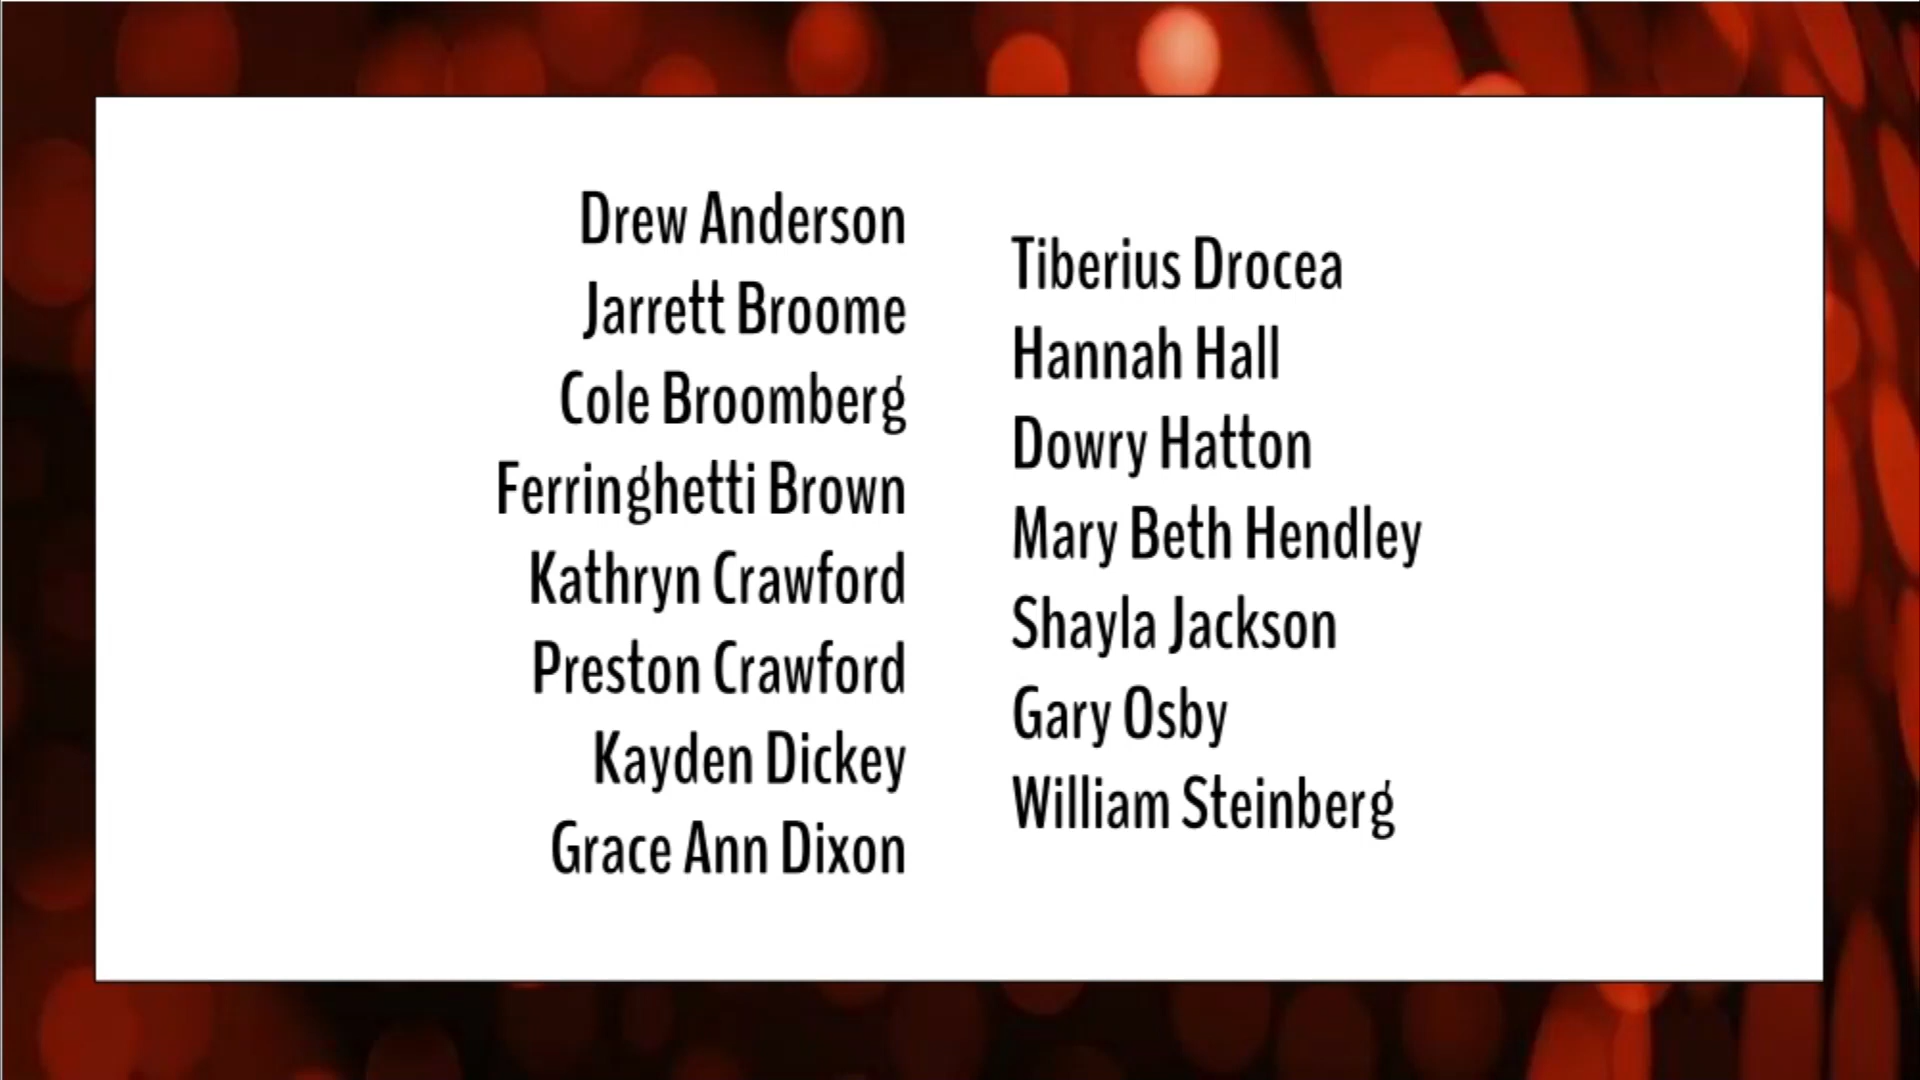 Drew Anderson
Jarrett Broome
Cole Broomberg
Ferringhetti Brown
Kathryn Crawford
Preston Crawford
Kayden Dickey
Grace Ann Dixon
Tiberius Drocea
Hannah Hall
Dowry Hatton
Mary Beth Hendley
Shayla Jackson
Gary Osby
William Steinberg